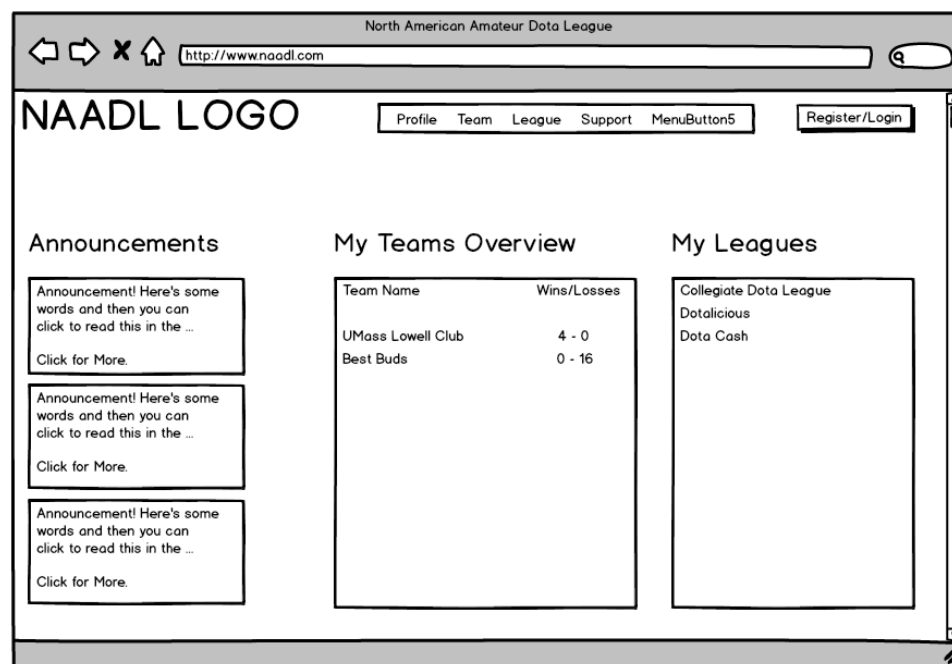 North American Amateur Dota League
http://www.naadl.com
NAADL LOGO
Profile Team League Support MenuButton5
Register/Login
Announcements
Announcement! Here's some
words and then you can
click to read this in the ...
Click for More.
Announcement! Here's some
words and then you can
click to read this in the ...
Click for More.
Announcement! Here's some
words and then you can
click to read this in the ...
Click for More.
My Teams Overview
Team Name Wins/Losses
UMass Lowell Club 4 - 0
Best Buds 0 - 16
My Leagues
Collegiate Dota League
Dotalicious
Dota Cash